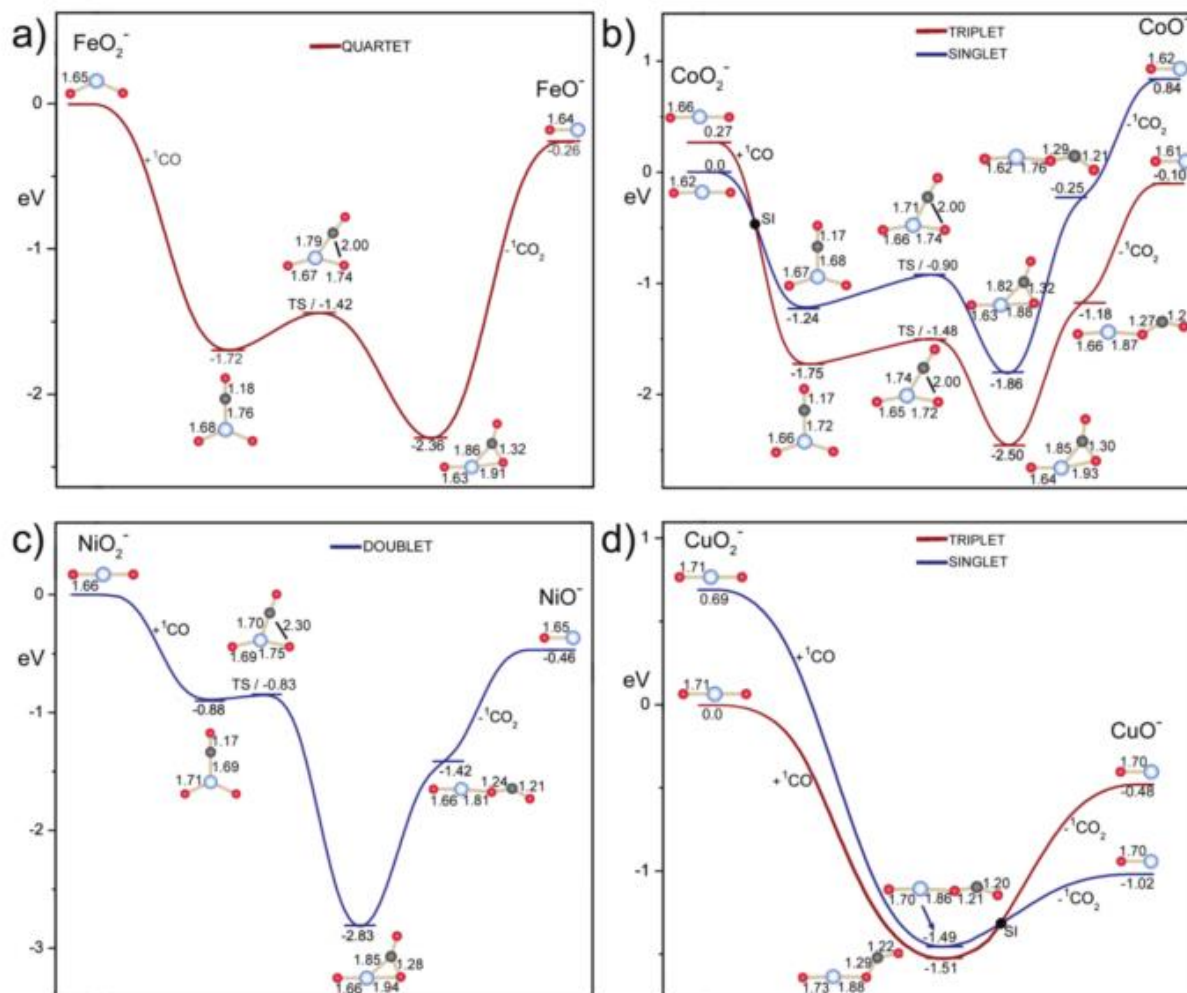 a)
FeO₂⁻
QUARTET
1.65
0
+¹CO
FeO⁻
1.64
-0.26
eV
-1
1.79
2.00
1.67
1.74
TS / -1.42
-¹CO₂
-1.72
1.18
1.76
1.68
-2
-2.36
1.86
1.32
1.63
1.91
b)
TRIPLET
SINGLET
CoO⁻
1
1.62
0.84
CoO₂⁻
1.66
0.27
+¹CO
-¹CO₂
1.29
1.21
1.62
1.76
1.61
-0.10
0
0.0
1.62
eV
-0.25
SI
1.71
2.00
1.66
1.74
-¹CO₂
1.17
1.68
1.67
TS / -0.90
-1
-1.24
1.82
1.32
1.63
1.88
-1.18
1.27
1.2
1.66
1.87
TS / -1.48
-1.75
-1.86
1.74
2.00
1.65
1.72
1.17
1.72
1.66
-2
-2.50
1.85
1.30
1.64
1.93
c)
NiO₂⁻
DOUBLET
1.66
0
+¹CO
1.70
2.30
1.69
1.75
NiO⁻
1.65
-0.46
eV
TS / -0.83
-0.88
-1
-¹CO₂
1.17
1.69
1.71
-1.42
1.24
1.21
1.66
1.81
-2
-2.83
-3
1.85
1.28
1.66
1.94
d)
TRIPLET
SINGLET
1
CuO₂⁻
1.71
0.69
+¹CO
eV
1.71
0
0.0
CuO⁻
+¹CO
1.70
-0.48
-¹CO₂
1.70
-1.02
-1
1.20
1.70
1.86
1.21
-¹CO₂
-1.49
SI
-1.51
1.22
1.29
1.73
1.88